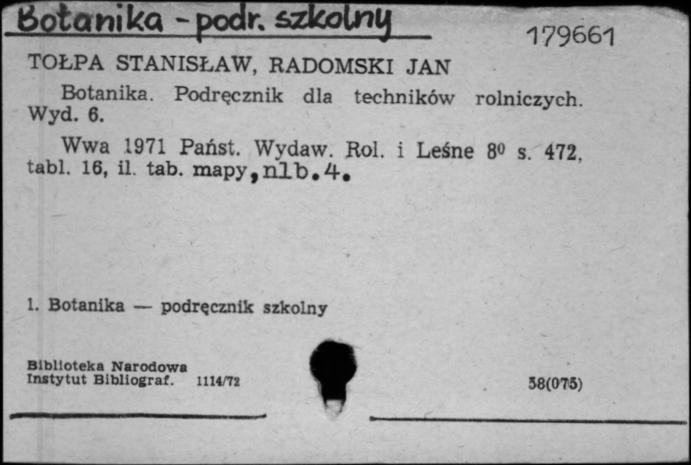 Botanika - podr. szkolny
179661
TOŁPA STANISŁAW, RADOMSKI JAN
Botanika. Podręcznik dla techników rolniczych.
Wyd. 6.
Wwa 1971 Państ. Wydaw. Rol. i Leśne 8⁰ s. 472,
tabl. 16, il. tab. mapy, nlb. 4.
1. Botanika — podręcznik szkolny
Biblioteka Narodowa
Instytut Bibliograf. 1114/72
58(075)